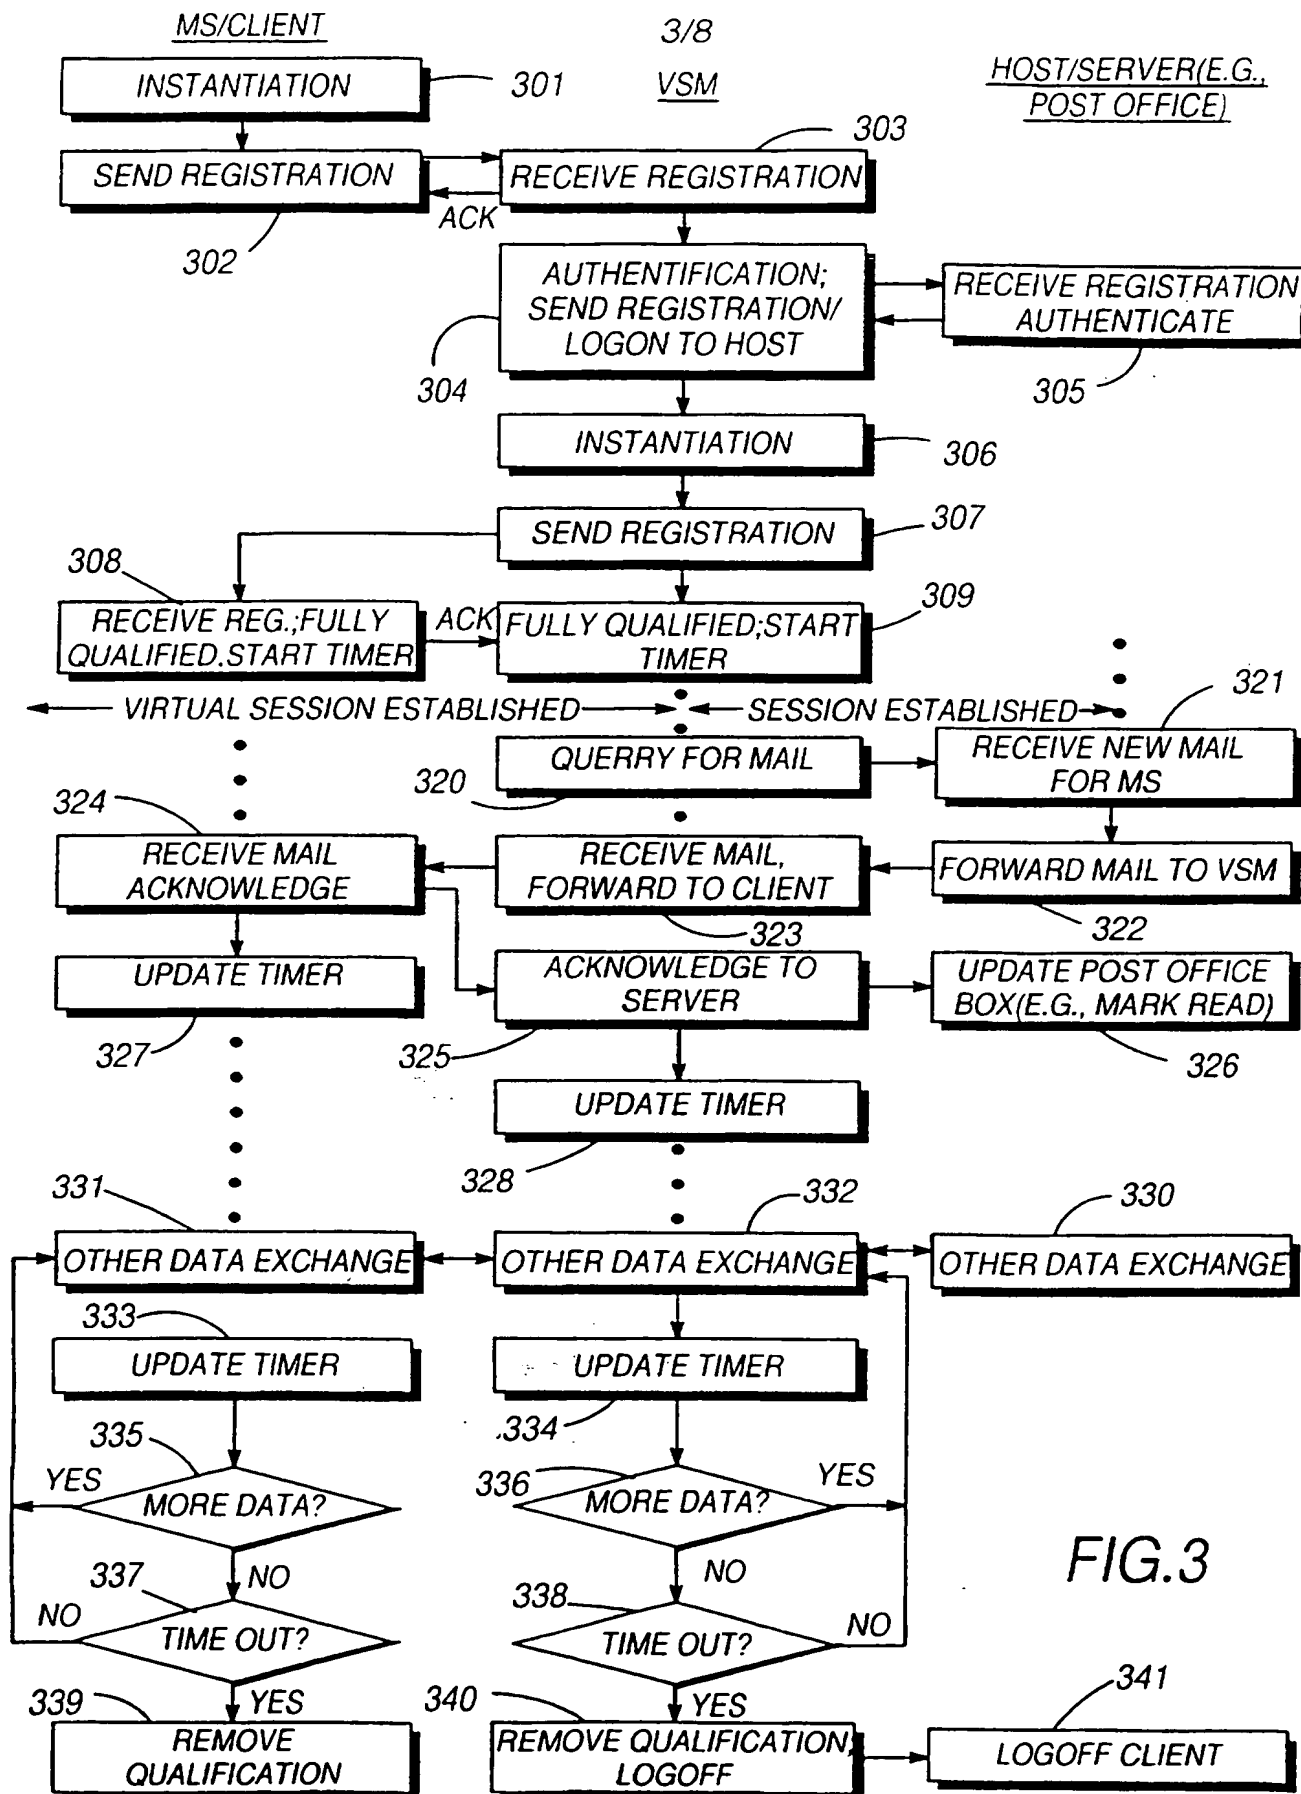 MS/CLIENT
3/8
VSM
HOST/SERVER(E.G.,
POST OFFICE)
INSTANTIATION
301
303
SEND REGISTRATION
RECEIVE REGISTRATION
ACK
302
AUTHENTIFICATION;
SEND REGISTRATION/
LOGON TO HOST
RECEIVE REGISTRATION
AUTHENTICATE
304
305
INSTANTIATION
306
SEND REGISTRATION
307
308
RECEIVE REG.;FULLY
QUALIFIED.START TIMER
ACK
FULLY QUALIFIED;START
TIMER
309
VIRTUAL SESSION ESTABLISHED
SESSION ESTABLISHED
321
QUERRY FOR MAIL
RECEIVE NEW MAIL
FOR MS
320
324
RECEIVE MAIL
ACKNOWLEDGE
RECEIVE MAIL,
FORWARD TO CLIENT
FORWARD MAIL TO VSM
323
322
UPDATE TIMER
ACKNOWLEDGE TO
SERVER
UPDATE POST OFFICE
BOX(E.G., MARK READ)
327
325
326
UPDATE TIMER
328
331
332
330
OTHER DATA EXCHANGE
OTHER DATA EXCHANGE
OTHER DATA EXCHANGE
333
UPDATE TIMER
UPDATE TIMER
334
335
336
YES
MORE DATA?
MORE DATA?
YES
NO
NO
337
338
NO
TIME OUT?
TIME OUT?
NO
YES
YES
FIG.3
339
340
341
REMOVE
QUALIFICATION
REMOVE QUALIFICATION,
LOGOFF
LOGOFF CLIENT